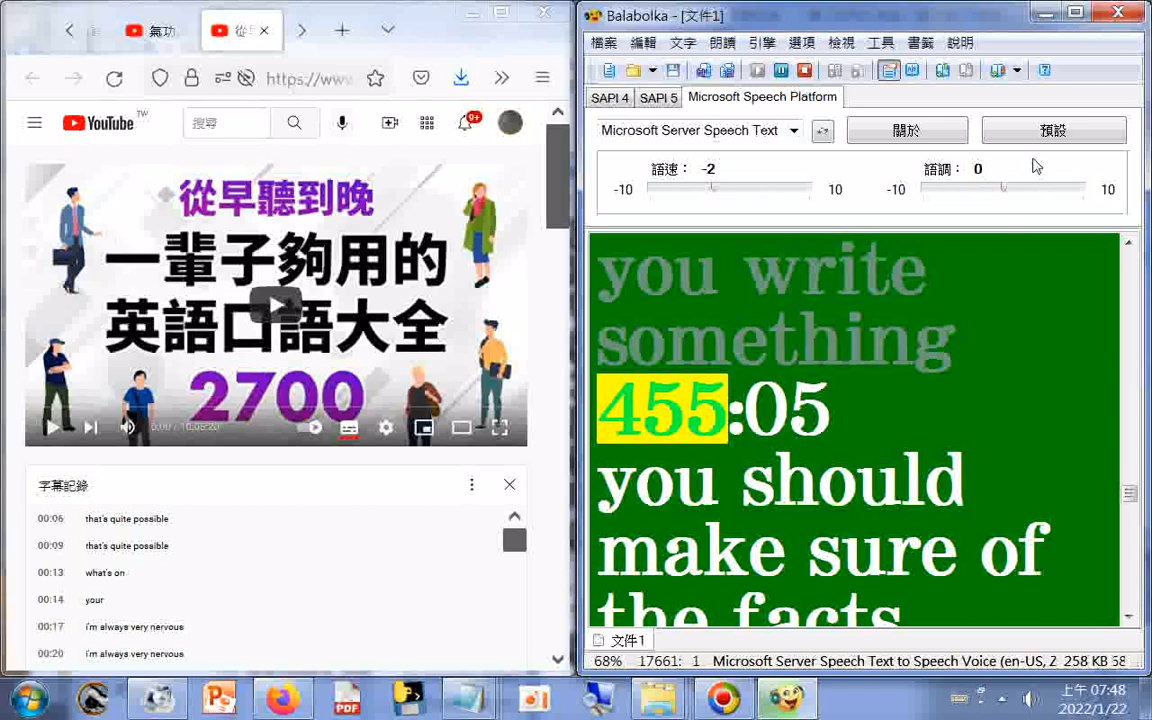 氣功
從
https://www
YouTube TW
搜尋
9+
從早聽到晚
一輩子夠用的
英語口語大全
2700
字幕記錄
00:06 that's quite possible
00:09 that's quite possible
00:13 what's on
00:14 your
00:17 i'm always very nervous
00:20 i'm always very nervous
Balabolka - [文件1]
檔案 編輯 文字 朗讀 引擎 選項 檢視 工具 書籤 說明
SAPI 4 SAPI 5 Microsoft Speech Platform
Microsoft Server Speech Text 關於 預設
語速： -2 語調： 0
-10 10 -10 10
you write
something
455:05
you should
make sure of
the facts
文件1
68% 17661: 1 Microsoft Server Speech Text to Speech Voice (en-US, Z 258 KB
PDF
上午 07:48
2022/1/22